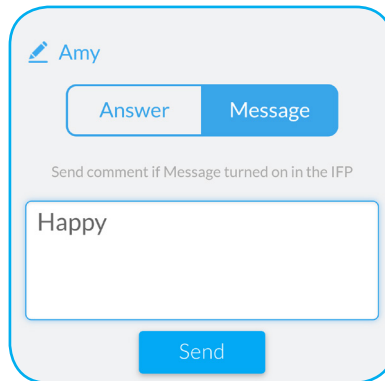 Amy
Answer Message
Send comment if Message turned on in the IFP
Happy
Send